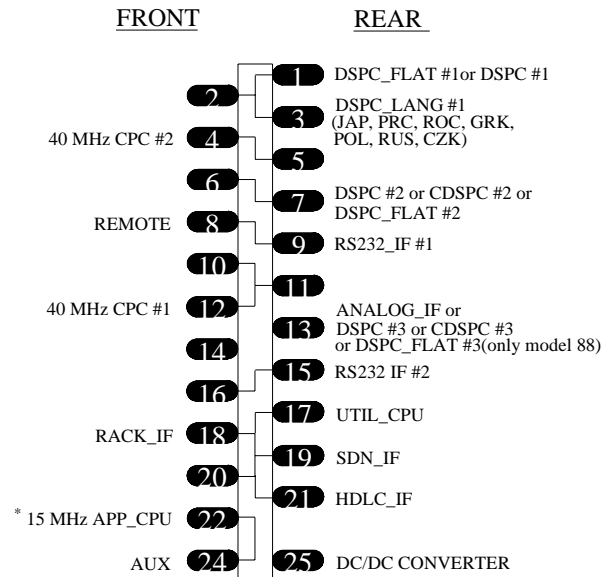 FRONT REAR
1 DSPC_FLAT #1or DSPC #1
2
3 DSPC_LANG #1
(JAP, PRC, ROC, GRK,
POL, RUS, CZK)
40 MHz CPC #2 4
5
6
7 DSPC #2 or CDSPC #2 or
DSPC_FLAT #2
REMOTE 8
9 RS232_IF #1
10
11
40 MHz CPC #1 12
13 ANALOG_IF or
DSPC #3 or CDSPC #3
or DSPC_FLAT #3(only model 88)
14
15 RS232 IF #2
16
17 UTIL_CPU
RACK_IF 18
19 SDN_IF
20
21 HDLC_IF
* 15 MHz APP_CPU 22
AUX 24
25 DC/DC CONVERTER